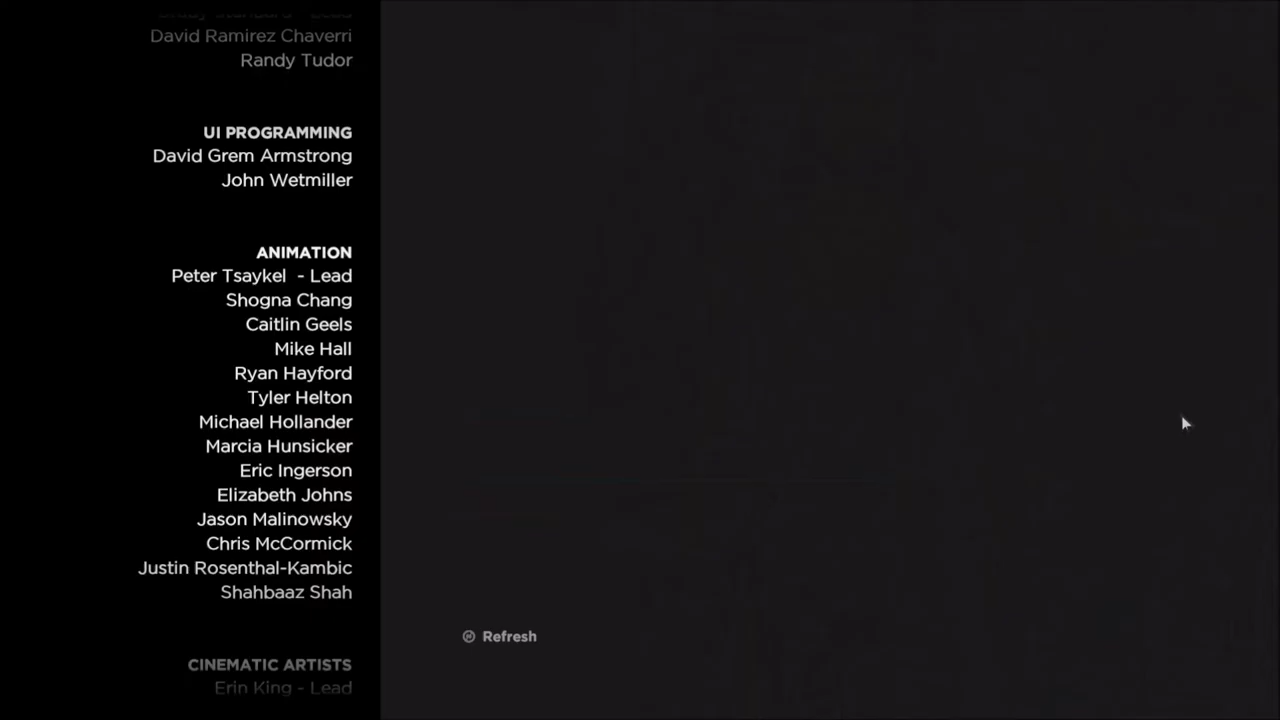 David Ramirez Chaverri
Randy Tudor
UI PROGRAMMING
David Grem Armstrong
John Wetmiller
ANIMATION
Peter Tsaykel - Lead
Shogna Chang
Caitlin Geels
Mike Hall
Ryan Hayford
Tyler Helton
Michael Hollander
Marcia Hunsicker
Eric Ingerson
Elizabeth Johns
Jason Malinowsky
Chris McCormick
Justin Rosenthal-Kambic
Shahbaaz Shah
Refresh
CINEMATIC ARTISTS
Erin King - Lead